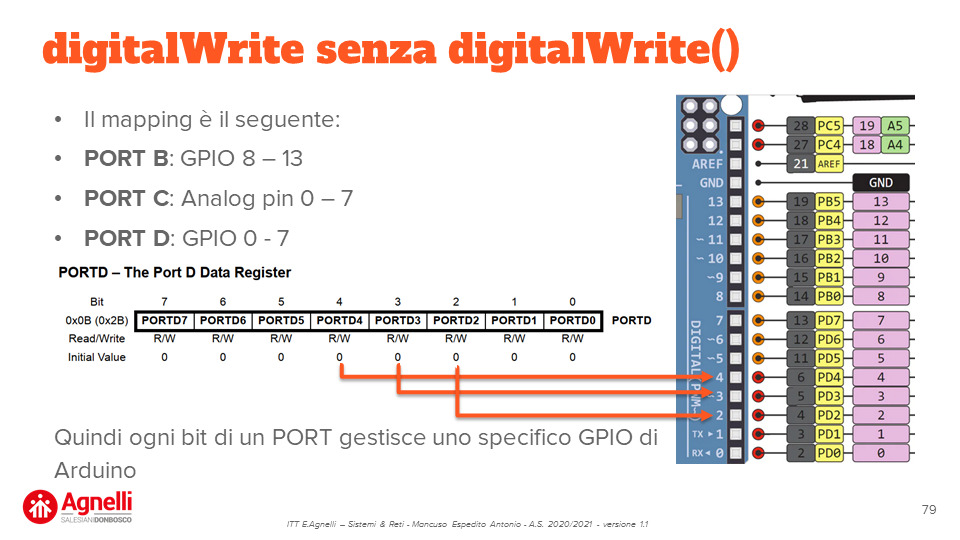 digitalWrite senza digitalWrite()
• Il mapping è il seguente:
• PORT B: GPIO 8 – 13
• PORT C: Analog pin 0 – 7
• PORT D: GPIO 0 - 7
PORTD – The Port D Data Register
Bit 7 6 5 4 3 2 1 0
0x0B (0x2B) PORTD7 PORTD6 PORTD5 PORTD4 PORTD3 PORTD2 PORTD1 PORTD0 PORTD
Read/Write R/W R/W R/W R/W R/W R/W R/W R/W
Initial Value 0 0 0 0 0 0 0 0
Quindi ogni bit di un PORT gestisce uno specifico GPIO di
Arduino
28 PC5 19 A5
27 PC4 18 A4
AREF 21 AREF
GND GND
13 19 PB5 13
12 18 PB4 12
~11 17 PB3 11
~10 16 PB2 10
~9 15 PB1 9
8 14 PB0 8
7 13 PD7 7
~6 12 PD6 6
~5 11 PD5 5
4 6 PD4 4
~3 5 PD3 3
2 4 PD2 2
TX ▸ 1 3 PD1 1
RX ◂ 0 2 PD0 0
DIGITAL (PWM~)
Agnelli
SALESIANIDONBOSCO
ITT E.Agnelli – Sistemi & Reti - Mancuso Espedito Antonio - A.S. 2020/2021 - versione 1.1
79